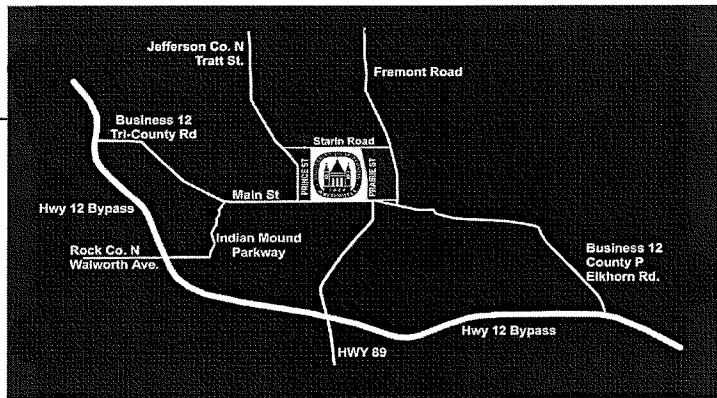 Jefferson Co. N
Tratt St.
Fremont Road
Business 12
Tri-County Rd
Starin Road
PRINCE ST
PRAIRIE ST
Main St
Hwy 12 Bypass
Indian Mound
Parkway
Rock Co. N
Walworth Ave.
Business 12
County P
Elkhorn Rd.
Hwy 12 Bypass
HWY 89